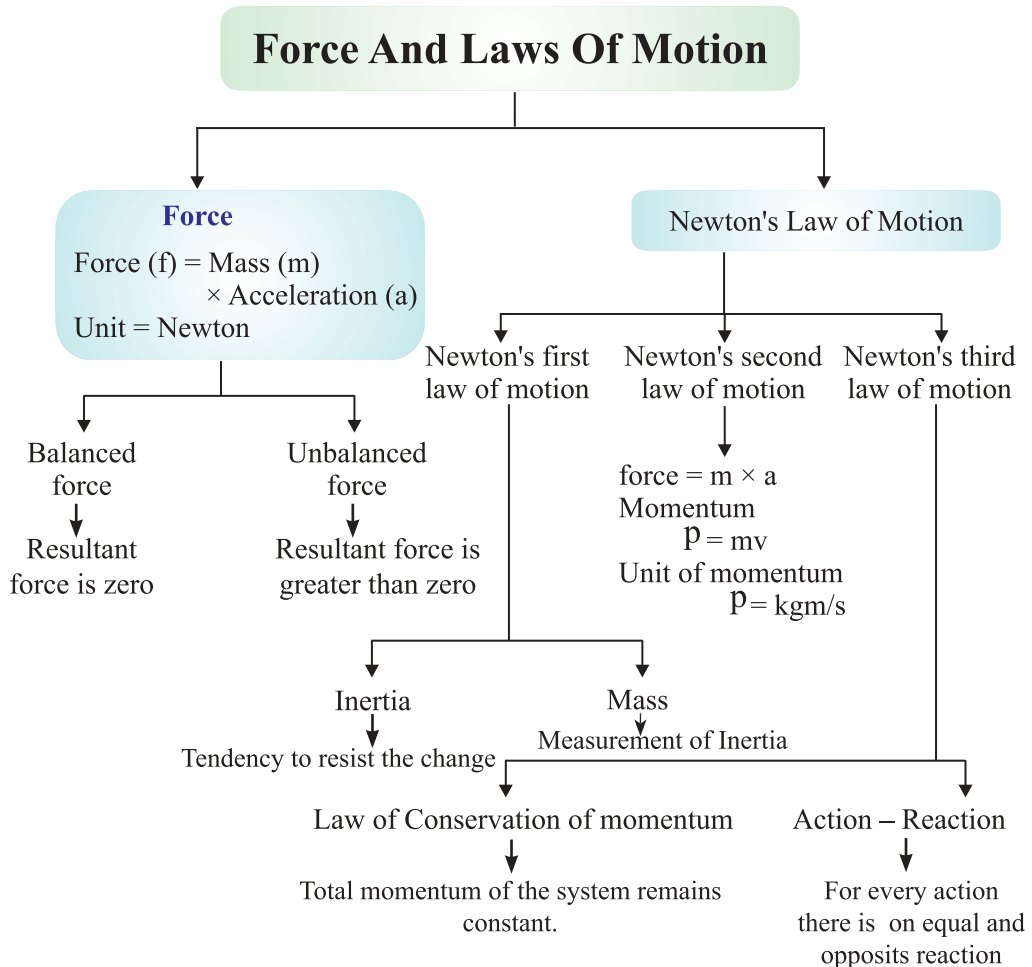 Force And Laws Of Motion
Force
Force (f) = Mass (m)
× Acceleration (a)
Unit = Newton
Newton's Law of Motion
Newton's first
law of motion
Newton's second
law of motion
Newton's third
law of motion
Balanced
force
Unbalanced
force
Resultant
force is zero
Resultant force is
greater than zero
force = m × a
Momentum
p = mv
Unit of momentum
p = kgm/s
Inertia
Mass
Tendency to resist the change
Measurement of Inertia
Law of Conservation of momentum
Action – Reaction
Total momentum of the system remains
constant.
For every action
there is on equal and
opposits reaction